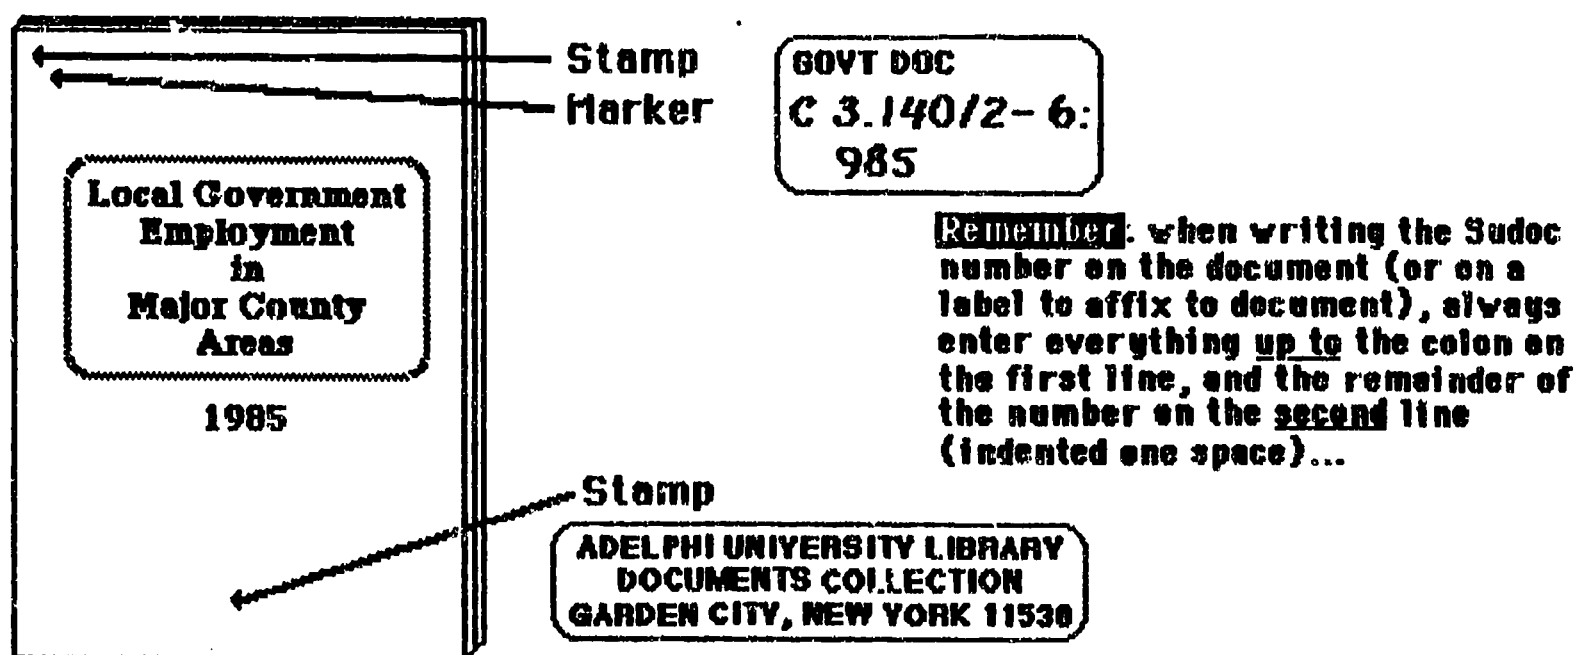 Stamp
Marker
GOVT DOC
C 3.140/2-6:
985
Local Government
Employment
in
Major County
Areas
1985
Remember: when writing the Sudoc
number on the document (or on a
label to affix to document), always
enter everything up to the colon on
the first line, and the remainder of
the number on the second line
(indented one space)...
Stamp
ADELPHI UNIVERSITY LIBRARY
DOCUMENTS COLLECTION
GARDEN CITY, NEW YORK 11530